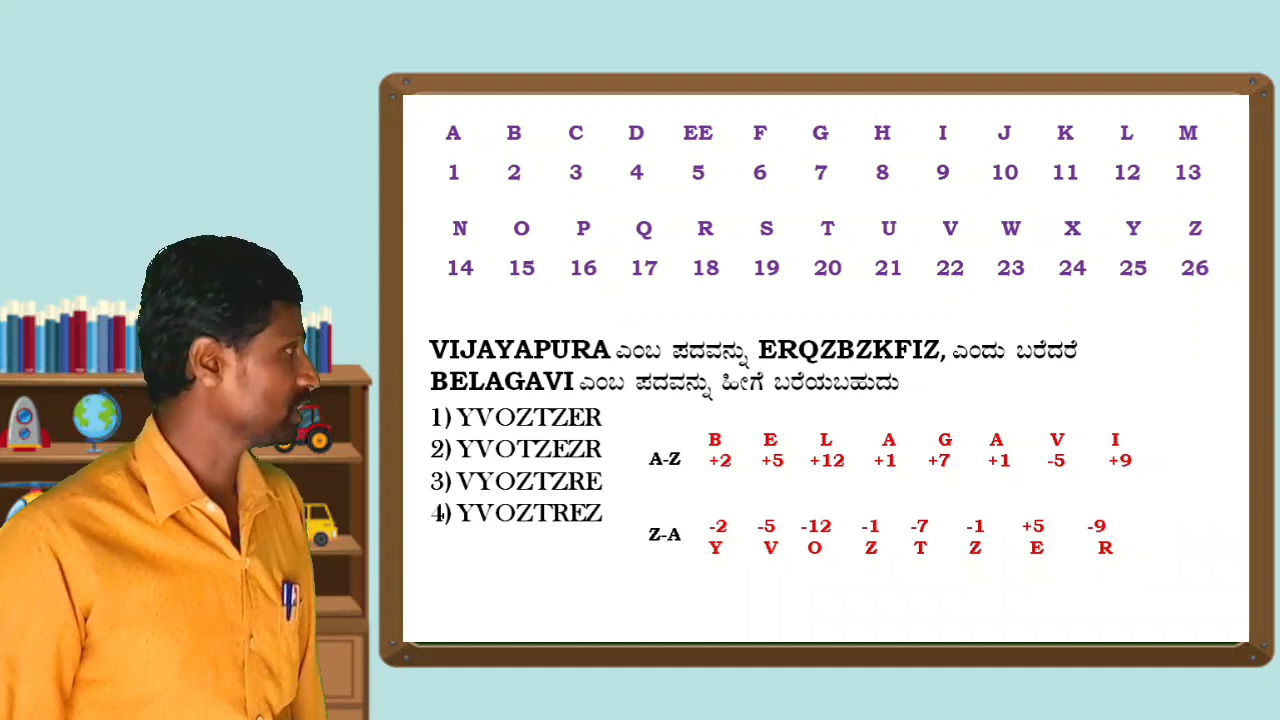 A B C D EE F G H I J K L M
1 2 3 4 5 6 7 8 9 10 11 12 13
N O P Q R S T U V W X Y Z
14 15 16 17 18 19 20 21 22 23 24 25 26
VIJAYAPURA ಎಂಬ ಪದವನ್ನು ERQZBZKFIZ, ಎಂದು ಬರೆದರೆ
BELAGAVI ಎಂಬ ಪದವನ್ನು ಹೀಗೆ ಬರೆಯಬಹುದು
1) YVOZTZER
2) YVOTZEZR
3) VYOZTZRE
4) YVOZTREZ
B E L A G A V I
A-Z +2 +5 +12 +1 +7 +1 -5 +9
Z-A -2 -5 -12 -1 -7 -1 +5 -9
Y V O Z T Z E R